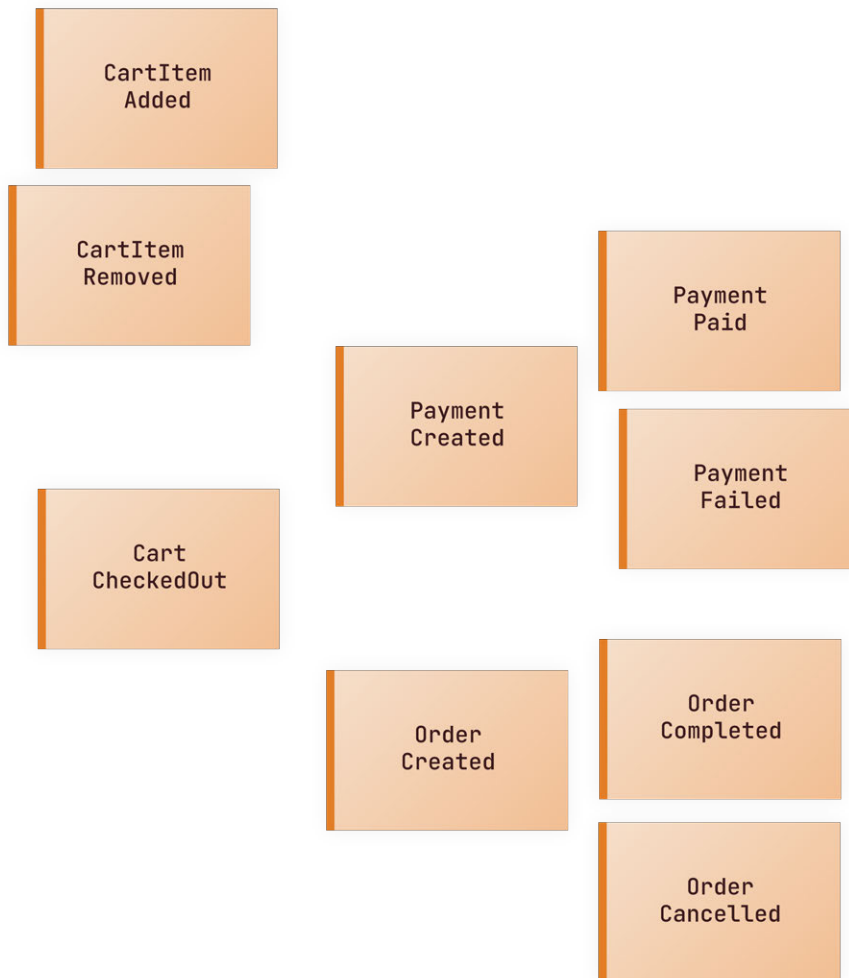 CartItem
Added
CartItem
Removed
Payment
Paid
Payment
Created
Payment
Failed
Cart
CheckedOut
Order
Created
Order
Completed
Order
Cancelled